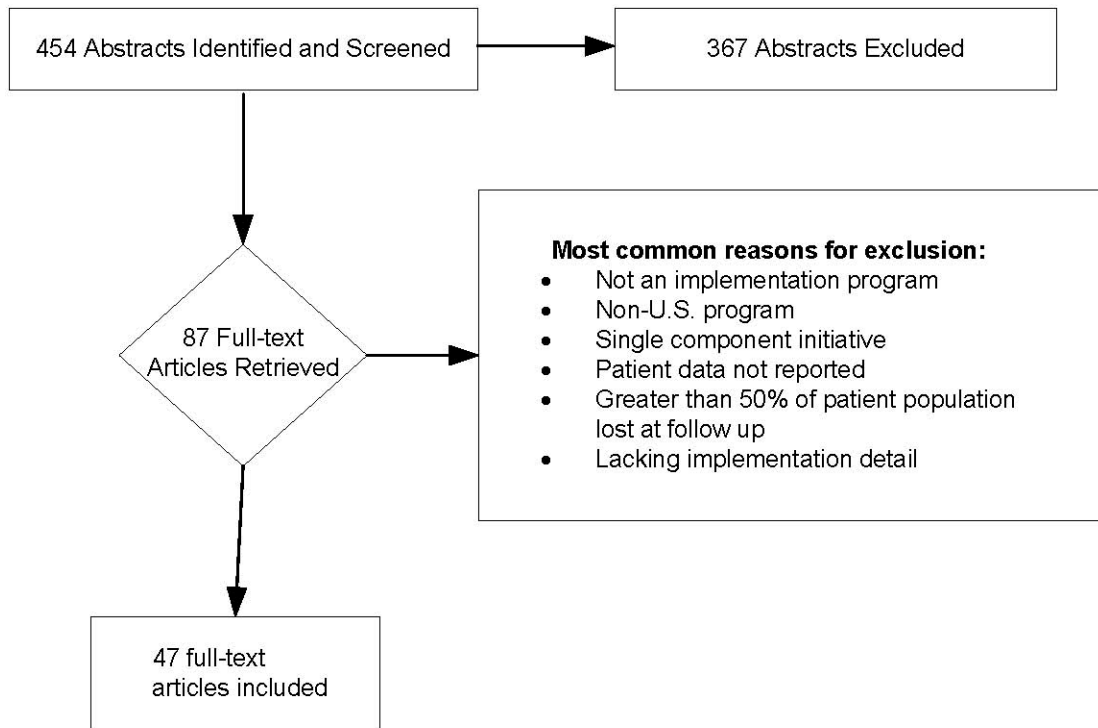 454 Abstracts Identified and Screened
367 Abstracts Excluded
87 Full-text
Articles Retrieved
Most common reasons for exclusion:
• Not an implementation program
• Non-U.S. program
• Single component initiative
• Patient data not reported
• Greater than 50% of patient population
lost at follow up
• Lacking implementation detail
47 full-text
articles included